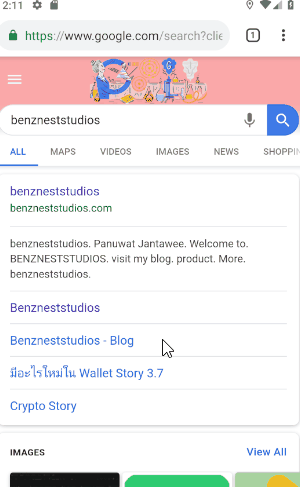 2:11
https://www.google.com/search?clie
1
benzneststudios
ALL MAPS VIDEOS IMAGES NEWS SHOPPIN
benzneststudios
benzneststudios.com
benzneststudios. Panuwat Jantawee. Welcome to.
BENZNESTSTUDIOS. visit my blog. product. More.
benzneststudios.
Benzneststudios
Benzneststudios - Blog
มีอะไรใหม่ใน Wallet Story 3.7
Crypto Story
IMAGES View All